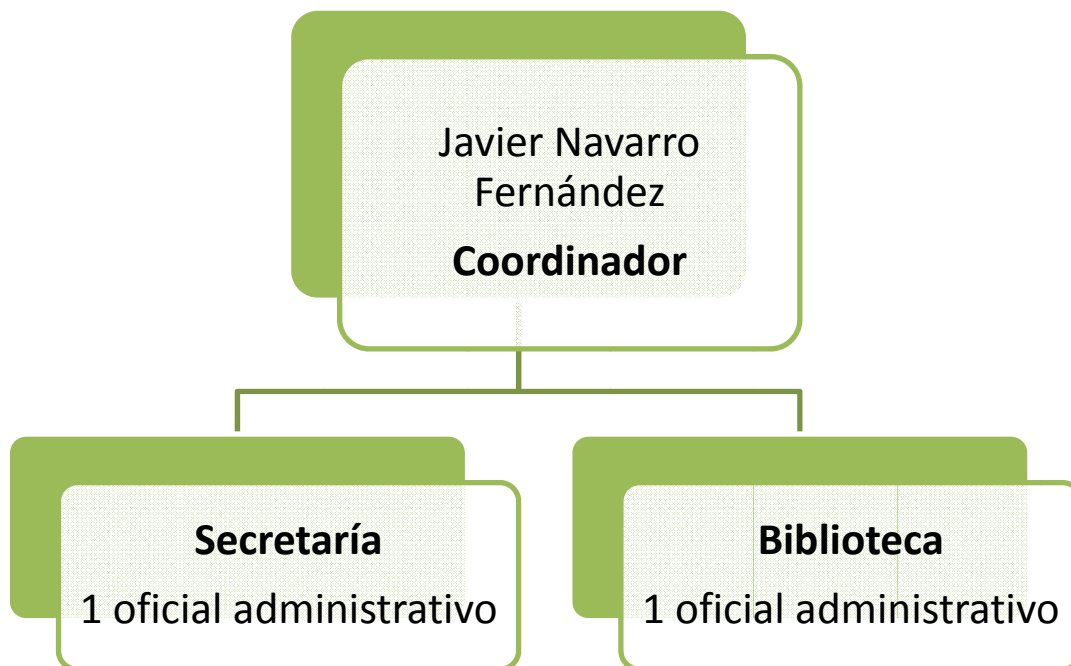 Javier Navarro
Fernández
Coordinador
Secretaría
1 oficial administrativo
Biblioteca
1 oficial administrativo